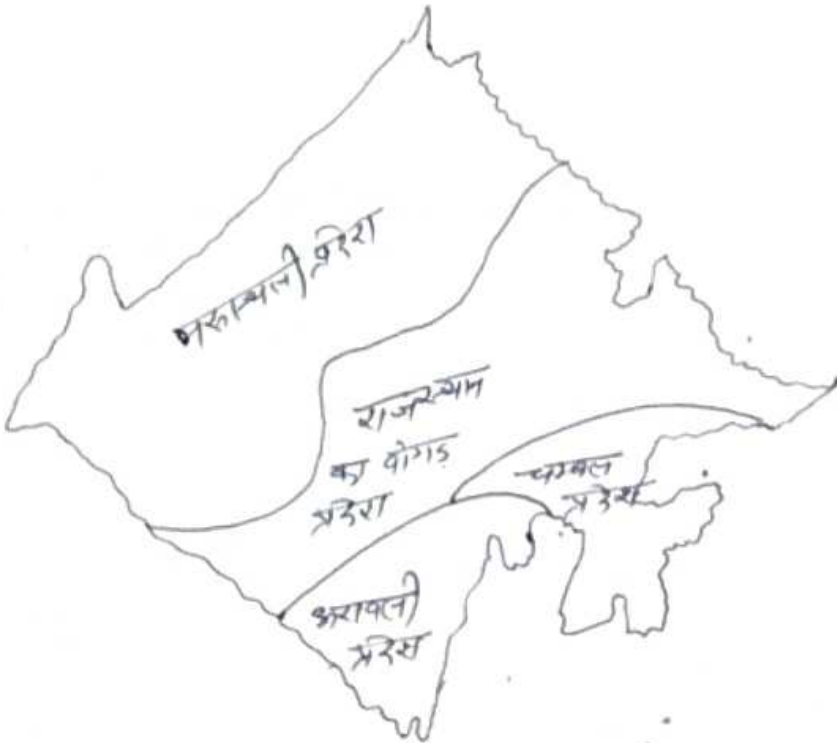 मरुस्थली प्रदेश
राजस्थान
का बांगड़
प्रदेश
चम्बल
प्रदेश
अरावली
प्रदेश